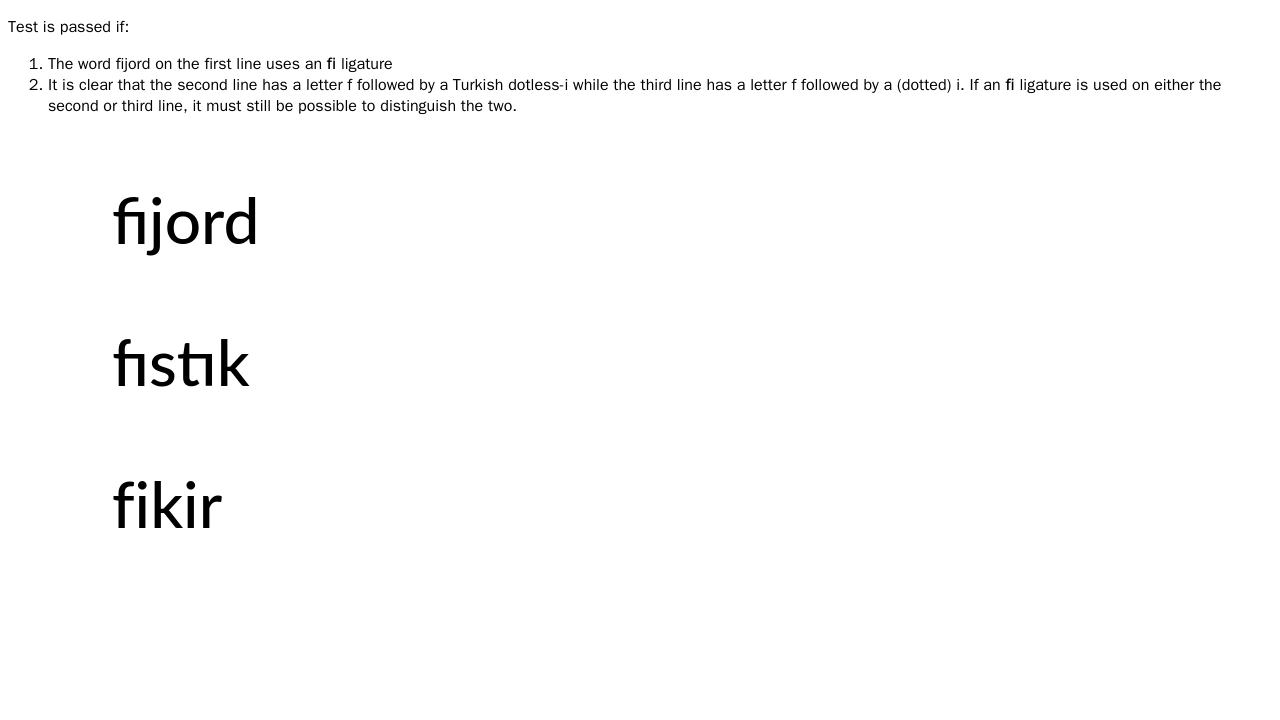 Test is passed if:
1. The word fijord on the first line uses an fi ligature
2. It is clear that the second line has a letter f followed by a Turkish dotless-i while the third line has a letter f followed by a (dotted) i. If an fi ligature is used on either the
second or third line, it must still be possible to distinguish the two.
fijord
fıstık
fikir